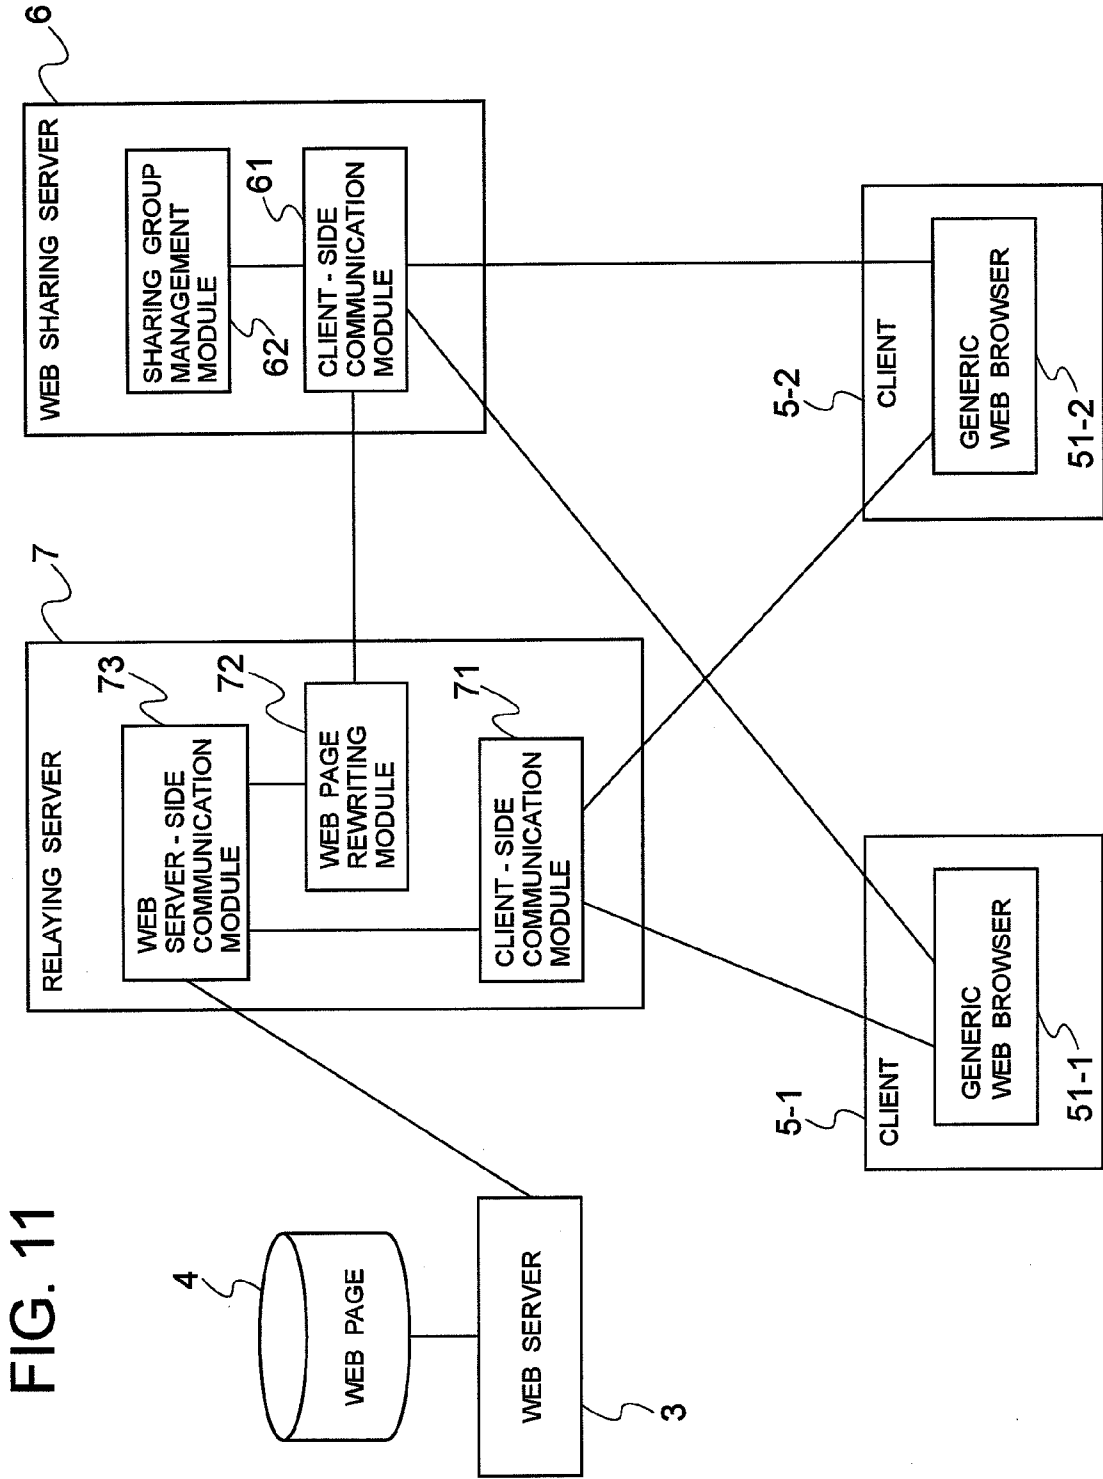 FIG. 11
4
WEB PAGE
WEB SERVER
3
7
RELAYING SERVER
73
WEB
SERVER - SIDE
COMMUNICATION
MODULE
72
WEB PAGE
REWRITING
MODULE
71
CLIENT - SIDE
COMMUNICATION
MODULE
6
WEB SHARING SERVER
SHARING GROUP
MANAGEMENT
MODULE
62
61
CLIENT - SIDE
COMMUNICATION
MODULE
5-1
CLIENT
GENERIC
WEB BROWSER
51-1
5-2
CLIENT
GENERIC
WEB BROWSER
51-2